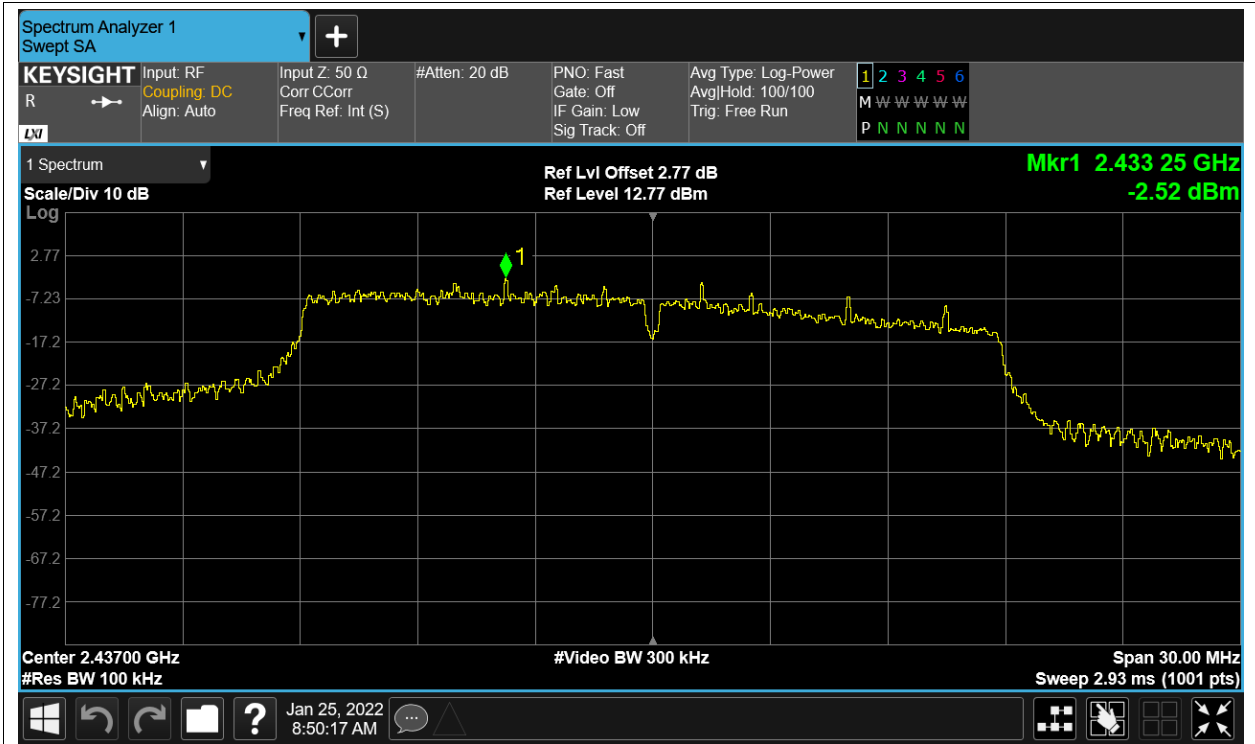 Spectrum Analyzer 1
Swept SA
+
KEYSIGHT
R
LXI
Input: RF
Coupling: DC
Align: Auto
Input Z: 50 Ω
Corr CCorr
Freq Ref: Int (S)
#Atten: 20 dB
PNO: Fast
Gate: Off
IF Gain: Low
Sig Track: Off
Avg Type: Log-Power
Avg|Hold: 100/100
Trig: Free Run
1 2 3 4 5 6
M W W W W W
P N N N N N
1 Spectrum
Scale/Div 10 dB
Log
Ref Lvl Offset 2.77 dB
Ref Level 12.77 dBm
Mkr1 2.433 25 GHz
-2.52 dBm
1
2.77
-7.23
-17.2
-27.2
-37.2
-47.2
-57.2
-67.2
-77.2
Center 2.43700 GHz
#Res BW 100 kHz
#Video BW 300 kHz
Span 30.00 MHz
Sweep 2.93 ms (1001 pts)
?
Jan 25, 2022
8:50:17 AM